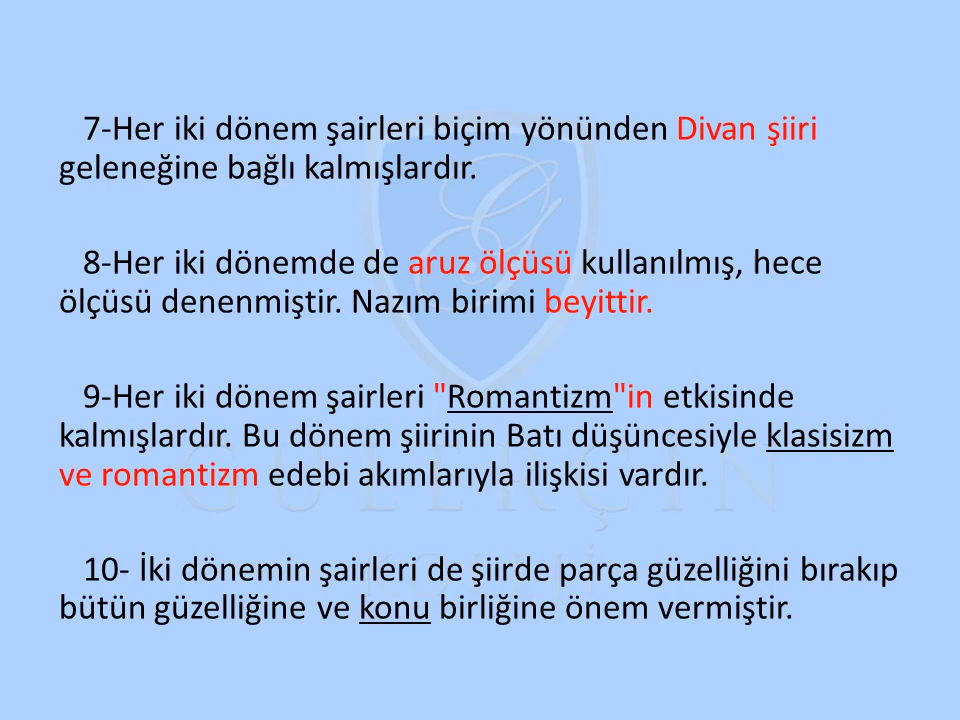 7-Her iki dönem şairleri biçim yönünden Divan şiiri
geleneğine bağlı kalmışlardır.
8-Her iki dönemde de aruz ölçüsü kullanılmış, hece
ölçüsü denenmiştir. Nazım birimi beyittir.
9-Her iki dönem şairleri "Romantizm"in etkisinde
kalmışlardır. Bu dönem şiirinin Batı düşüncesiyle klasisizm
ve romantizm edebi akımlarıyla ilişkisi vardır.
10- İki dönemin şairleri de şiirde parça güzelliğini bırakıp
bütün güzelliğine ve konu birliğine önem vermiştir.